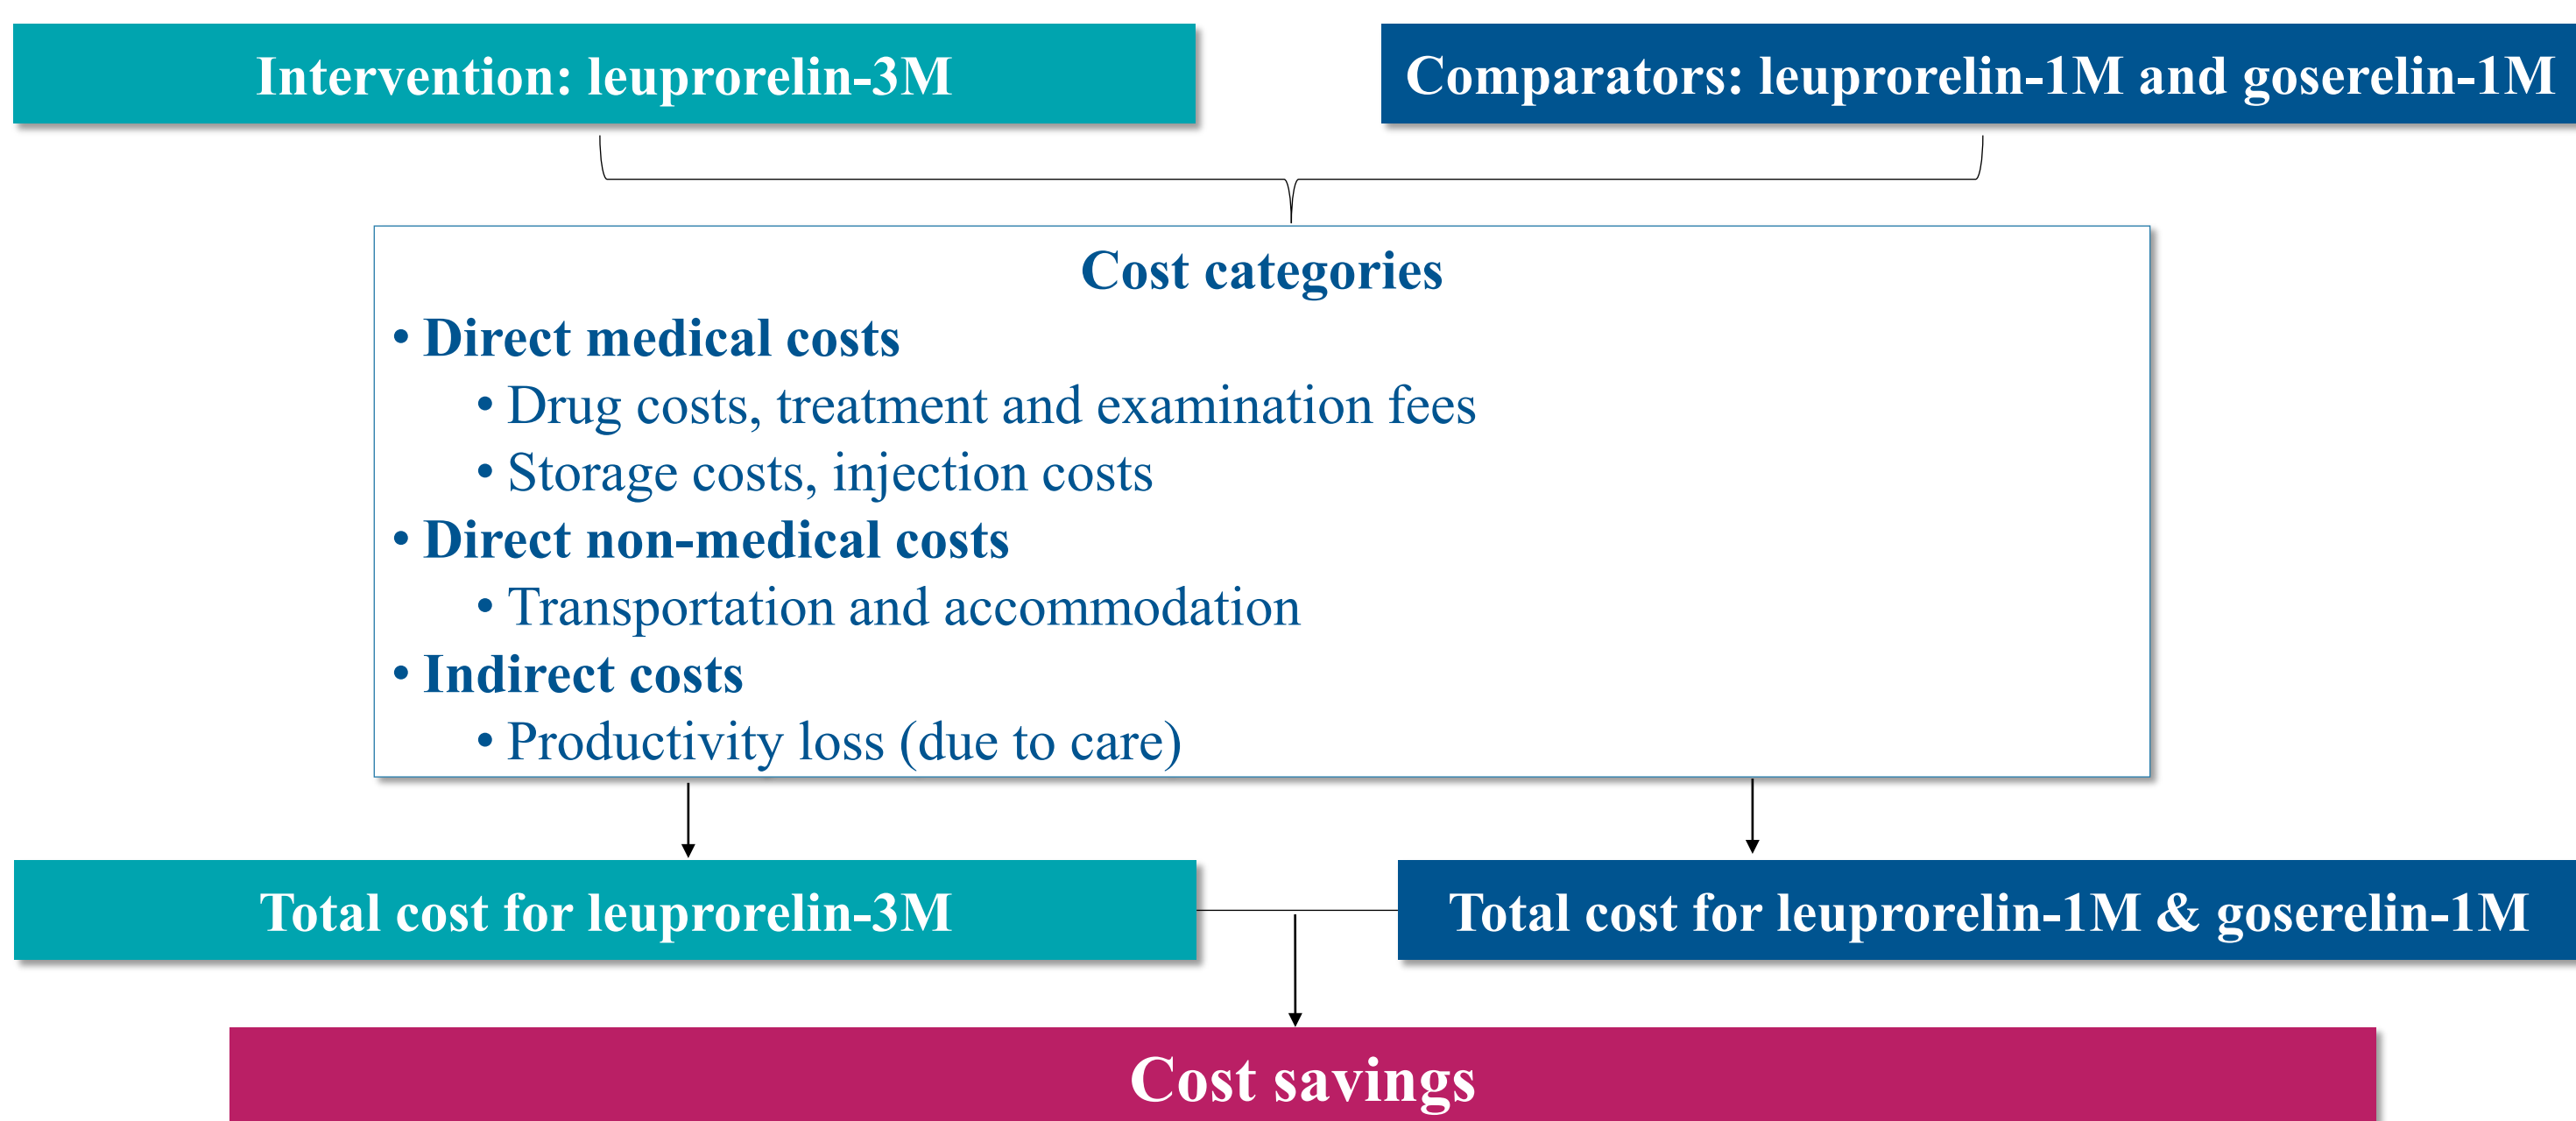 Intervention: leuprorelin-3M
Comparators: leuprorelin-1M and goserelin-1M
Cost categories
• Direct medical costs
• Drug costs, treatment and examination fees
• Storage costs, injection costs
• Direct non-medical costs
• Transportation and accommodation
• Indirect costs
• Productivity loss (due to care)
Total cost for leuprorelin-3M
Total cost for leuprorelin-1M & goserelin-1M
Cost savings